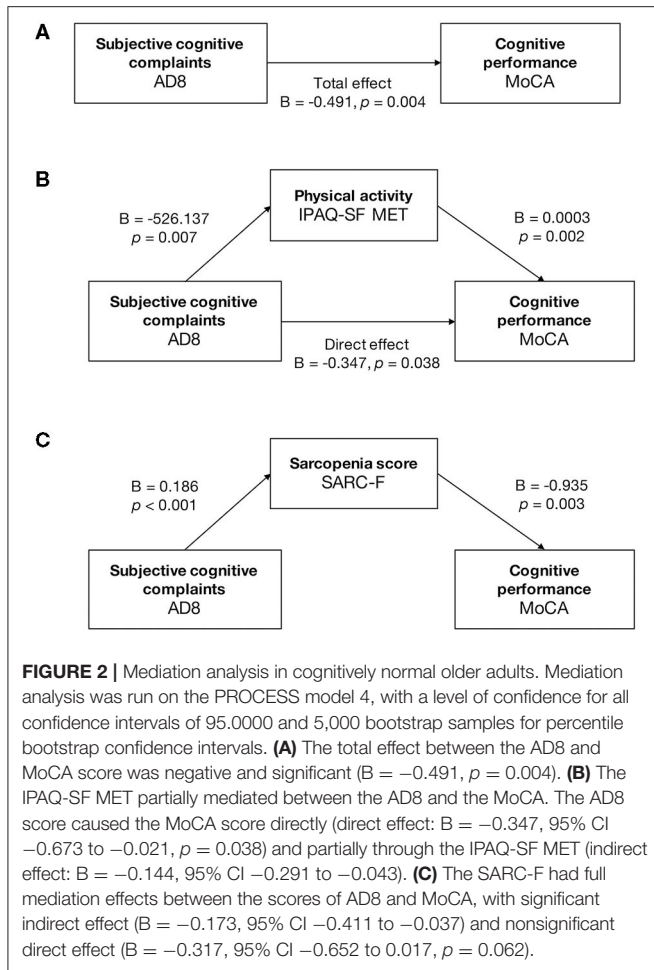 A
Subjective cognitive
complaints
AD8
Total effect
B = -0.491, p = 0.004
Cognitive
performance
MoCA
B
Physical activity
IPAQ-SF MET
B = -526.137
p = 0.007
B = 0.0003
p = 0.002
Subjective cognitive
complaints
AD8
Direct effect
B = -0.347, p = 0.038
Cognitive
performance
MoCA
C
Sarcopenia score
SARC-F
B = 0.186
p < 0.001
B = -0.935
p = 0.003
Subjective cognitive
complaints
AD8
Cognitive
performance
MoCA
FIGURE 2 | Mediation analysis in cognitively normal older adults. Mediation
analysis was run on the PROCESS model 4, with a level of confidence for all
confidence intervals of 95.0000 and 5,000 bootstrap samples for percentile
bootstrap confidence intervals. (A) The total effect between the AD8 and
MoCA score was negative and significant (B = −0.491, p = 0.004). (B) The
IPAQ-SF MET partially mediated between the AD8 and the MoCA. The AD8
score caused the MoCA score directly (direct effect: B = −0.347, 95% CI
−0.673 to −0.021, p = 0.038) and partially through the IPAQ-SF MET (indirect
effect: B = −0.144, 95% CI −0.291 to −0.043). (C) The SARC-F had full
mediation effects between the scores of AD8 and MoCA, with significant
indirect effect (B = −0.173, 95% CI −0.411 to −0.037) and nonsignificant
direct effect (B = −0.317, 95% CI −0.652 to 0.017, p = 0.062).